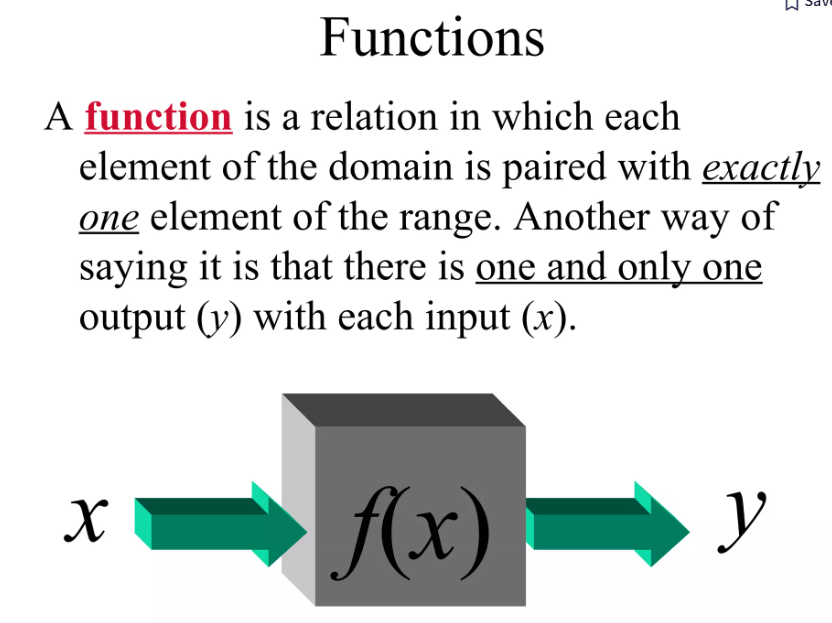 Functions
A function is a relation in which each
element of the domain is paired with exactly
one element of the range. Another way of
saying it is that there is one and only one
output (y) with each input (x).
x f(x) y